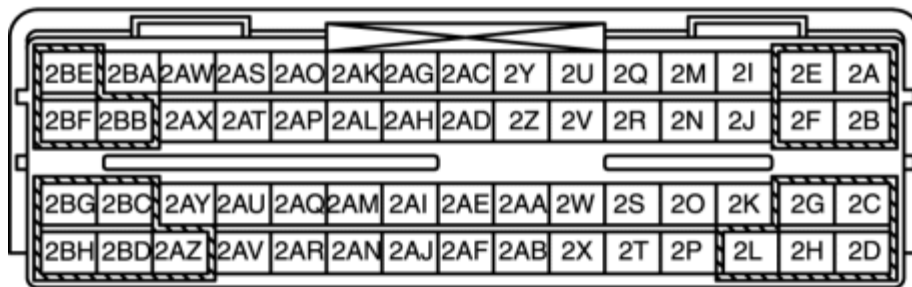 2BE 2BA 2AW 2AS 2AO 2AK 2AG 2AC 2Y 2U 2Q 2M 2I 2E 2A
2BF 2BB 2AX 2AT 2AP 2AL 2AH 2AD 2Z 2V 2R 2N 2J 2F 2B
2BG 2BC 2AY 2AU 2AQ 2AM 2AI 2AE 2AA 2W 2S 2O 2K 2G 2C
2BH 2BD 2AZ 2AV 2AR 2AN 2AJ 2AF 2AB 2X 2T 2P 2L 2H 2D